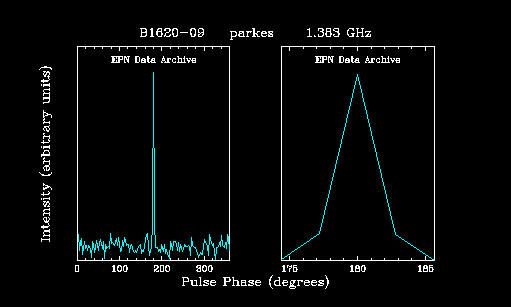 B1620-09 parkes 1.383 GHz
EPN Data Archive EPN Data Archive
Intensity (arbitrary units)
0 100 200 300 175 180 185
Pulse Phase (degrees)